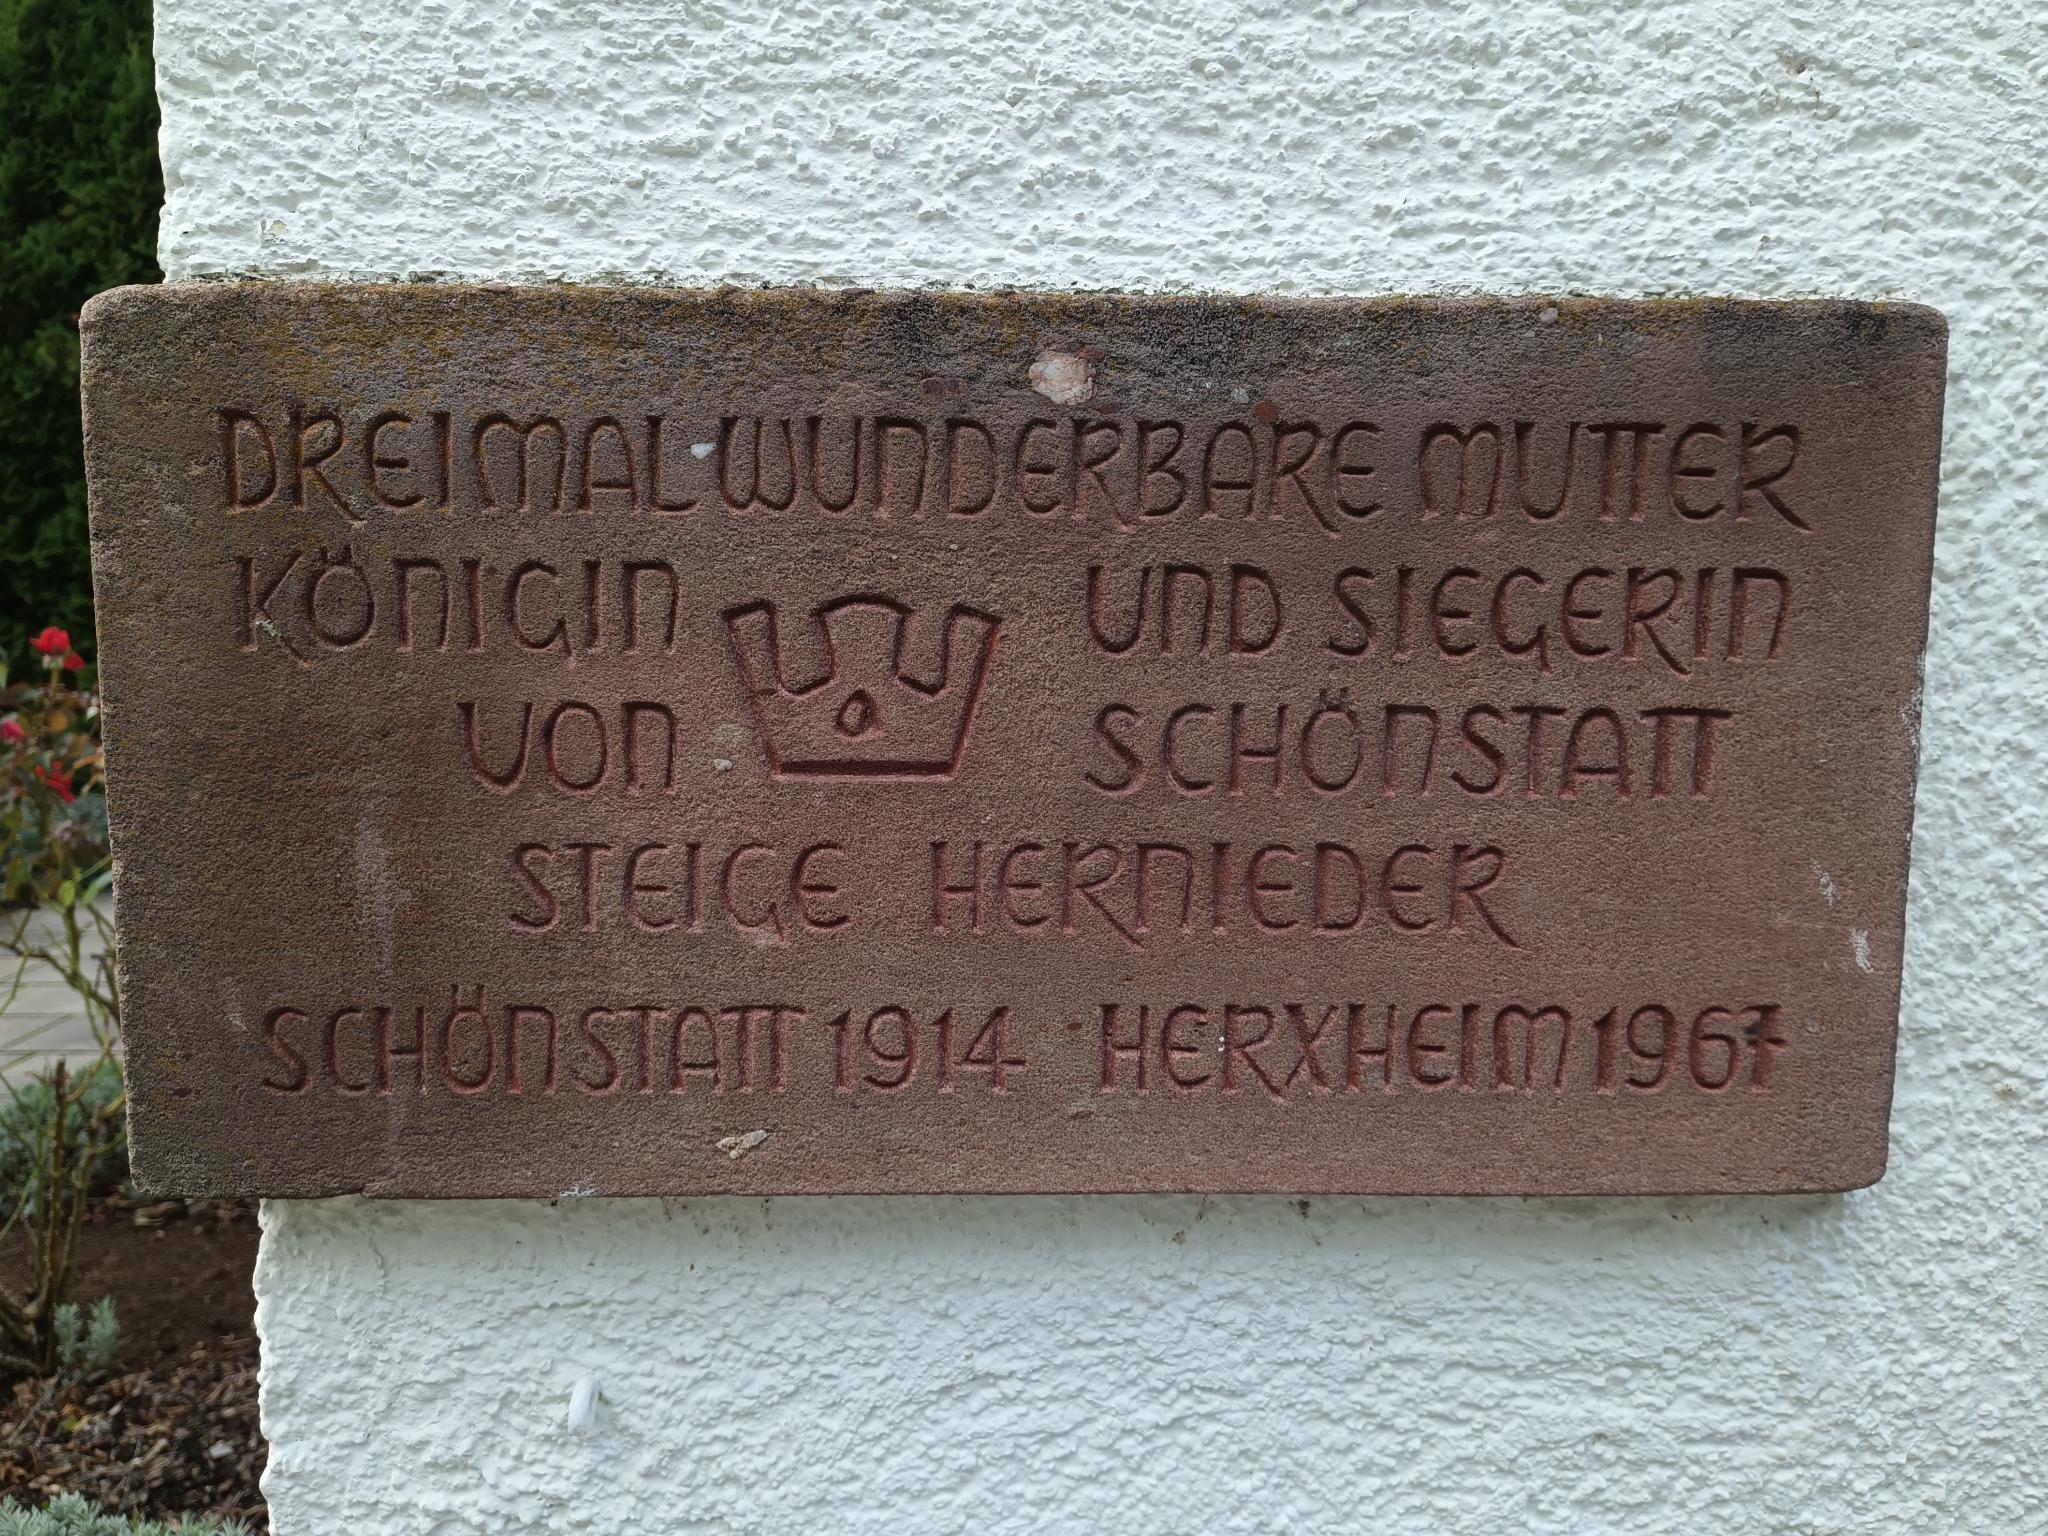 DREIMAL WUNDERBARE MUTTER
KÖNIGIN UND SIEGERIN
VON SCHÖNSTATT
STEIGE HERNIEDER
SCHÖNSTATT 1914 HERXHEIM 1967